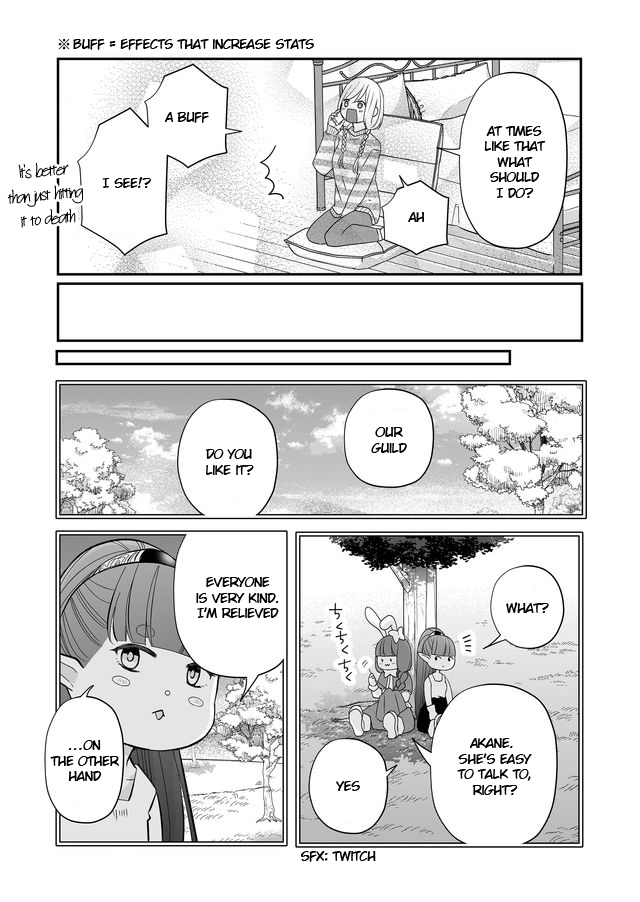 ※ BUFF = EFFECTS THAT INCREASE STATS
AT TIMES
LIKE THAT
WHAT
SHOULD
I DO?
AH
A BUFF
I SEE!?
It's better
than just hitting
it to death
OUR
GUILD
DO YOU
LIKE IT?
WHAT?
ちくちくちく
AKANE.
SHE'S EASY
TO TALK TO,
RIGHT?
YES
SFX: TWITCH
EVERYONE
IS VERY KIND.
I'M RELIEVED
...ON
THE OTHER
HAND